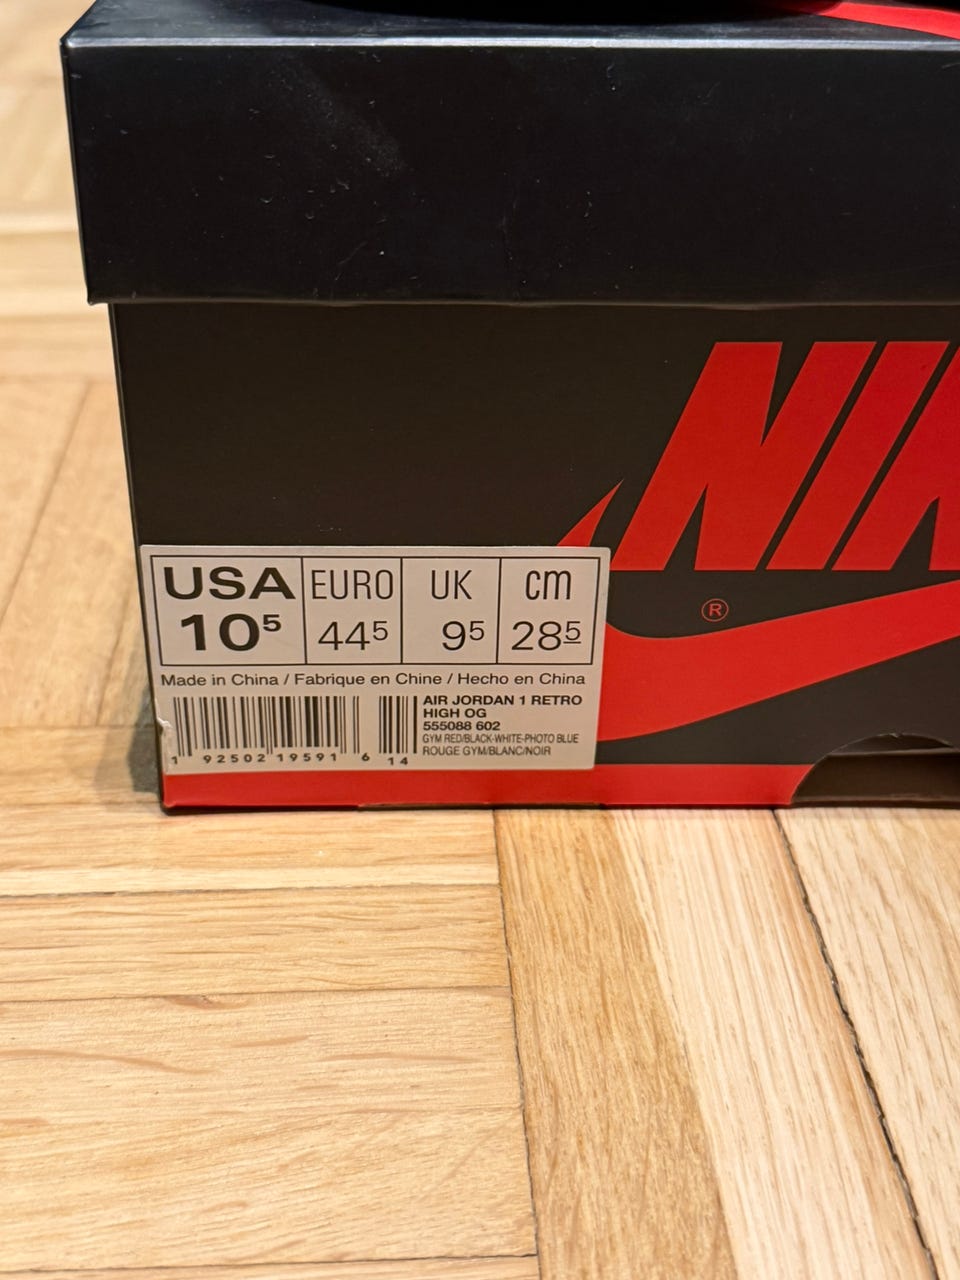 NIK
®
USA EURO UK cm
10⁵ 44⁵ 9⁵ 28⁵
Made in China / Fabrique en Chine / Hecho en China
AIR JORDAN 1 RETRO
HIGH OG
555088 602
GYM RED/BLACK-WHITE-PHOTO BLUE
ROUGE GYM/BLANC/NOIR
1 92502 19591 6 14